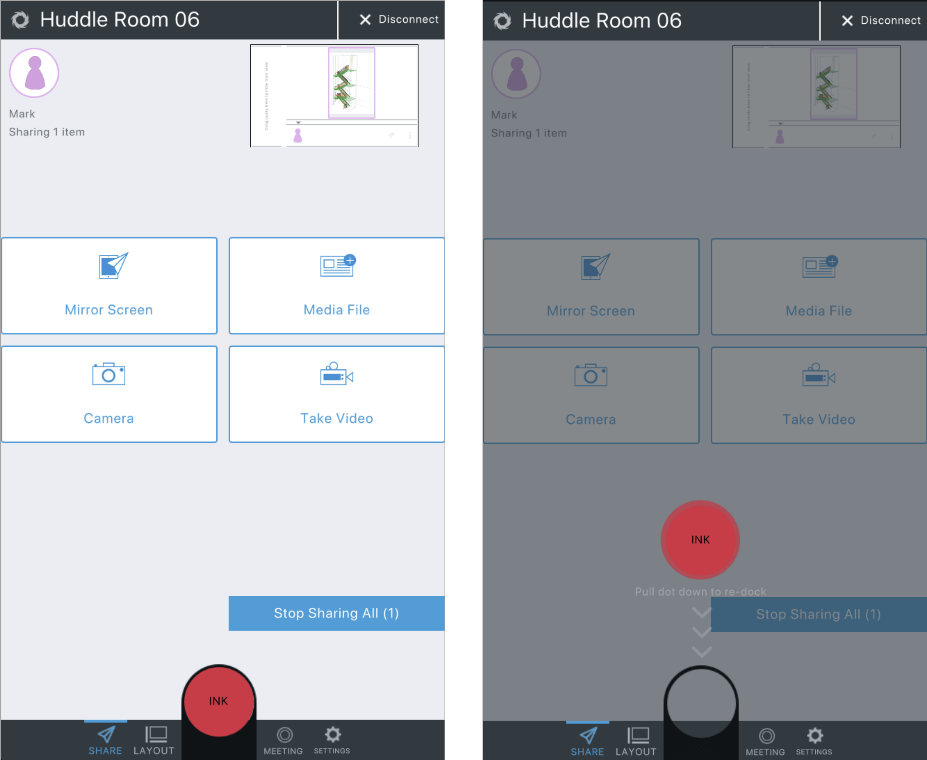 Huddle Room 06
Disconnect
Mark
Sharing 1 item
Mirror Screen
Media File
Camera
Take Video
Stop Sharing All (1)
INK
SHARE
LAYOUT
MEETING
SETTINGS
Huddle Room 06
Disconnect
Mark
Sharing 1 item
Mirror Screen
Media File
Camera
Take Video
INK
Pull dot down to re-dock
Stop Sharing All (1)
SHARE
LAYOUT
MEETING
SETTINGS